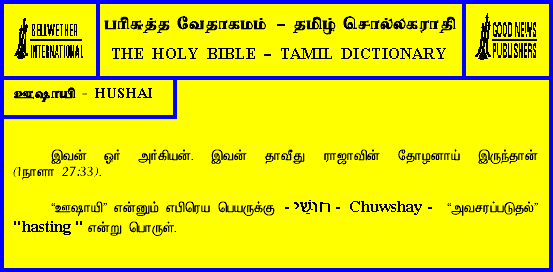 BELLWETHER
INTERNATIONAL
பரிசுத்த வேதாகமம் – தமிழ் சொல்லகராதி
THE HOLY BIBLE – TAMIL DICTIONARY
GOOD NEWS
PUBLISHERS
ஊஷாயி - HUSHAI
இவன் ஓர் அர்கியன். இவன் தாவீது ராஜாவின் தோழனாய் இருந்தான்
(1நாளா 27:33).
“ஊஷாயி” என்னும் எபிரெய பெயருக்கு - חוּשַׁי - Chuwshay - “அவசரப்படுதல்”
"hasting " என்று பொருள்.